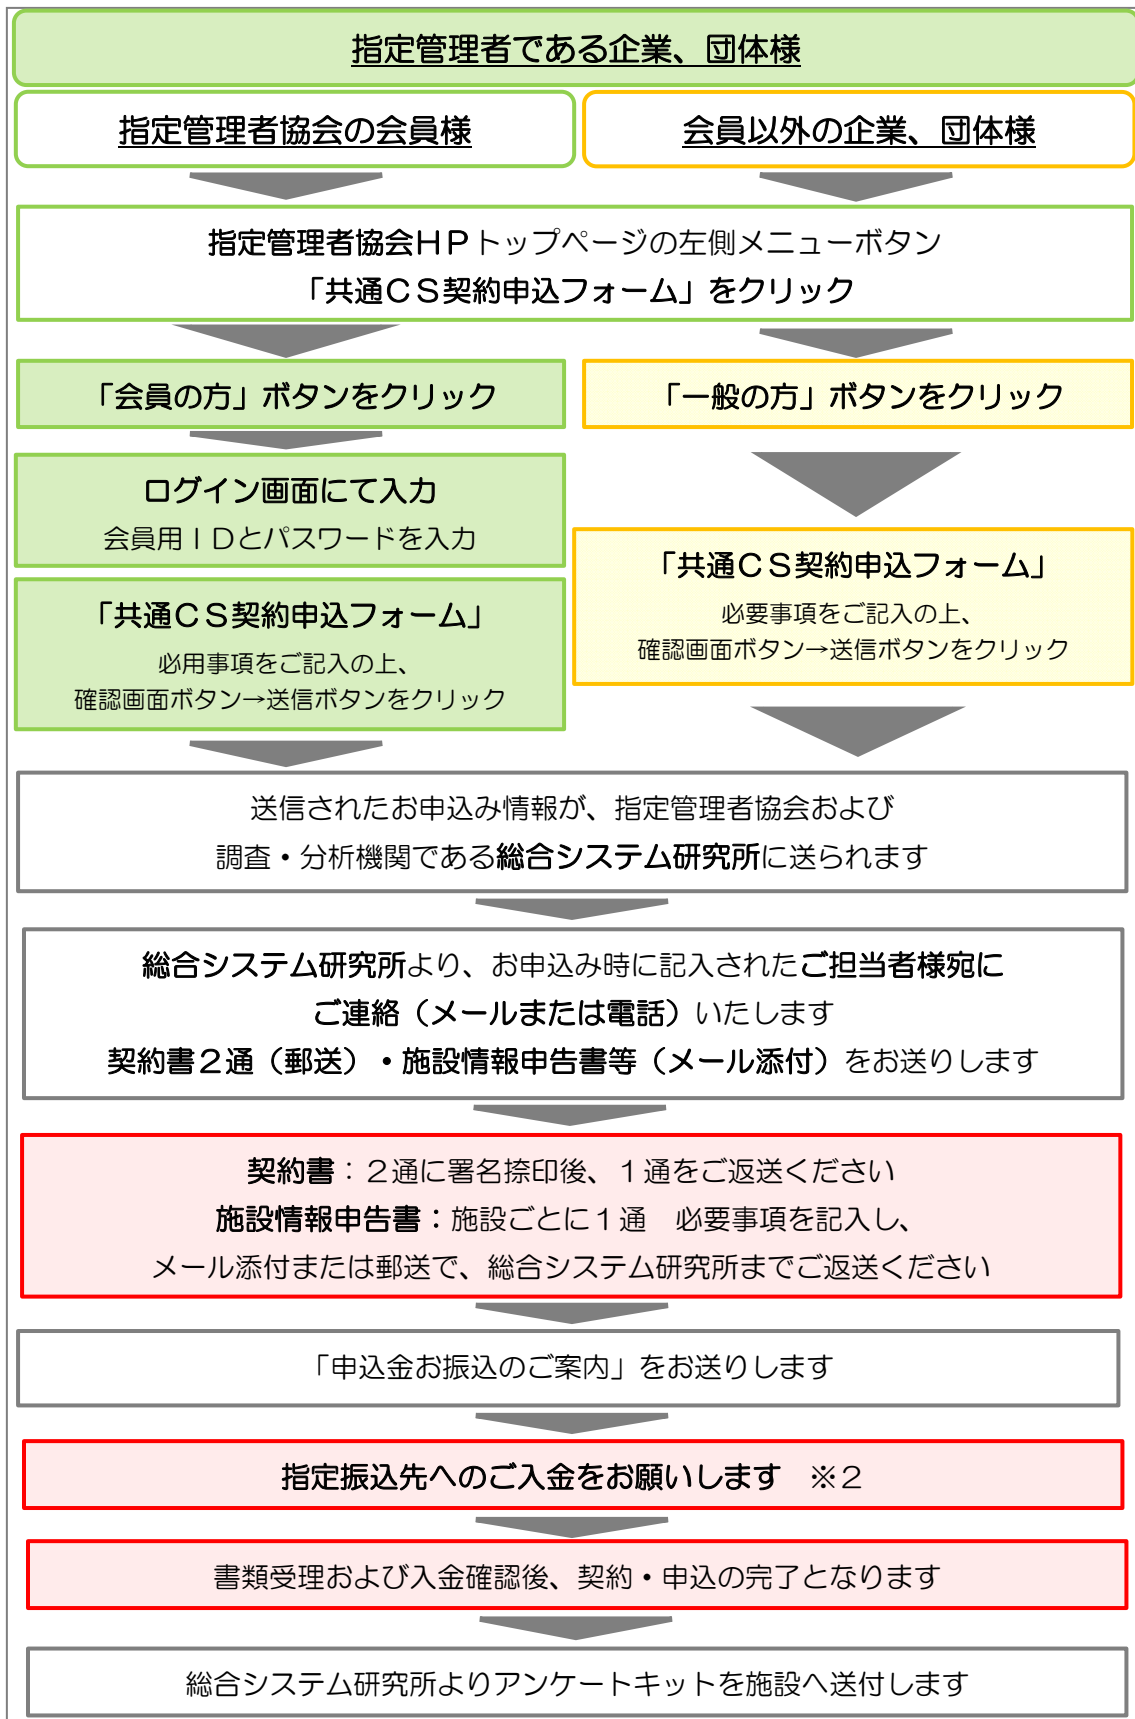 指定管理者である企業、団体様
指定管理者協会の会員様
会員以外の企業、団体様
指定管理者協会ＨＰトップページの左側メニューボタン
「共通ＣＳ契約申込フォーム」をクリック
「会員の方」ボタンをクリック
「一般の方」ボタンをクリック
ログイン画面にて入力
会員用ＩＤとパスワードを入力
「共通ＣＳ契約申込フォーム」
必用事項をご記入の上、
確認画面ボタン→送信ボタンをクリック
「共通ＣＳ契約申込フォーム」
必要事項をご記入の上、
確認画面ボタン→送信ボタンをクリック
送信されたお申込み情報が、指定管理者協会および
調査・分析機関である総合システム研究所に送られます
総合システム研究所より、お申込み時に記入されたご担当者様宛に
ご連絡（メールまたは電話）いたします
契約書２通（郵送）・施設情報申告書等（メール添付）をお送りします
契約書：２通に署名捺印後、１通をご返送ください
施設情報申告書：施設ごとに１通　必要事項を記入し、
メール添付または郵送で、総合システム研究所までご返送ください
「申込金お振込のご案内」をお送りします
指定振込先へのご入金をお願いします　※２
書類受理および入金確認後、契約・申込の完了となります
総合システム研究所よりアンケートキットを施設へ送付します